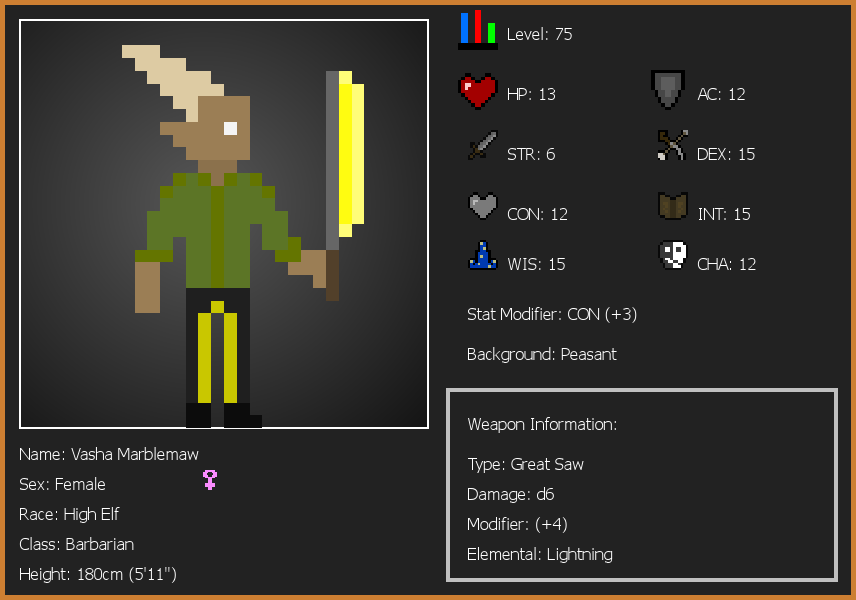 Level: 75
HP: 13
AC: 12
STR: 6
DEX: 15
CON: 12
INT: 15
WIS: 15
CHA: 12
Stat Modifier: CON (+3)
Background: Peasant
Weapon Information:
Type: Great Saw
Damage: d6
Modifier: (+4)
Elemental: Lightning
Name: Vasha Marblemaw
Sex: Female
Race: High Elf
Class: Barbarian
Height: 180cm (5'11")